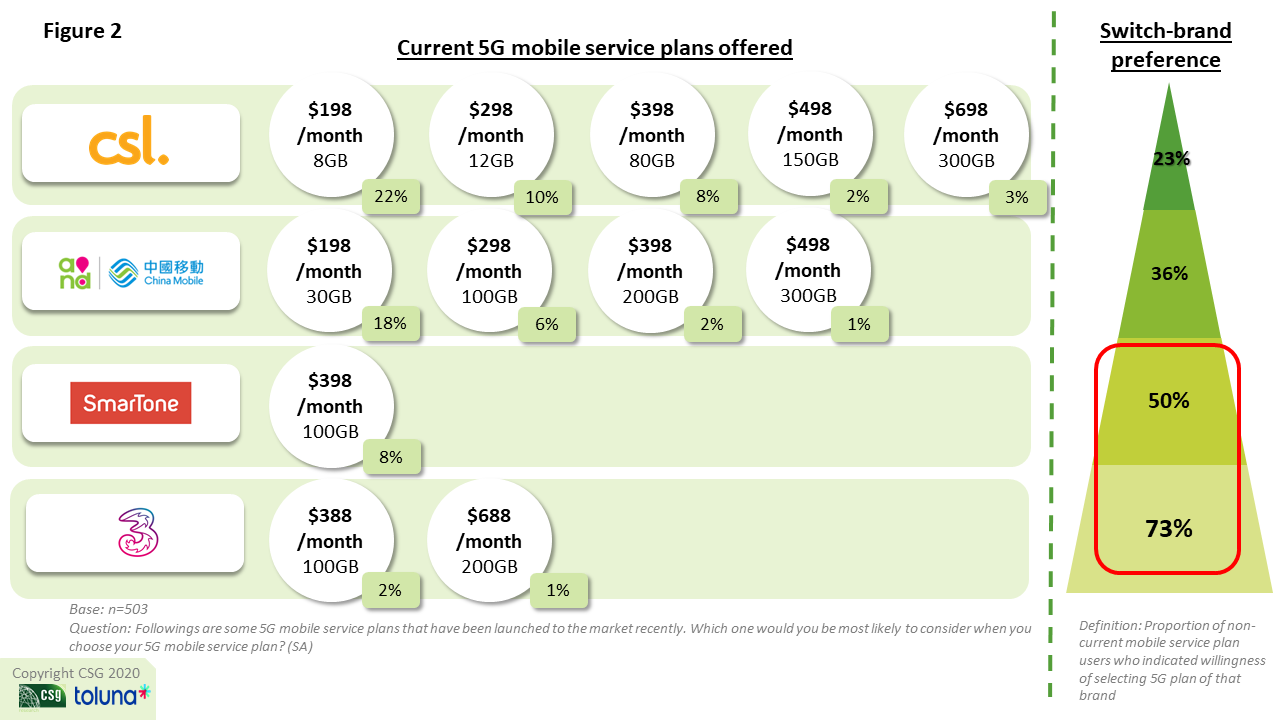 Figure 2
Current 5G mobile service plans offered
Switch-brand
preference
csl.
$198
/month
8GB
22%
$298
/month
12GB
10%
$398
/month
80GB
8%
$498
/month
150GB
2%
$698
/month
300GB
3%
23%
and
中國移動
China Mobile
$198
/month
30GB
18%
$298
/month
100GB
6%
$398
/month
200GB
2%
$498
/month
300GB
1%
36%
SmarTone
$398
/month
100GB
8%
50%
3
$388
/month
100GB
2%
$688
/month
200GB
1%
73%
Base: n=503
Question: Followings are some 5G mobile service plans that have been launched to the market recently. Which one would you be most likely to consider when you
choose your 5G mobile service plan? (SA)
Definition: Proportion of non-
current mobile service plan
users who indicated willingness
of selecting 5G plan of that
brand
Copyright CSG 2020
csg
toluna